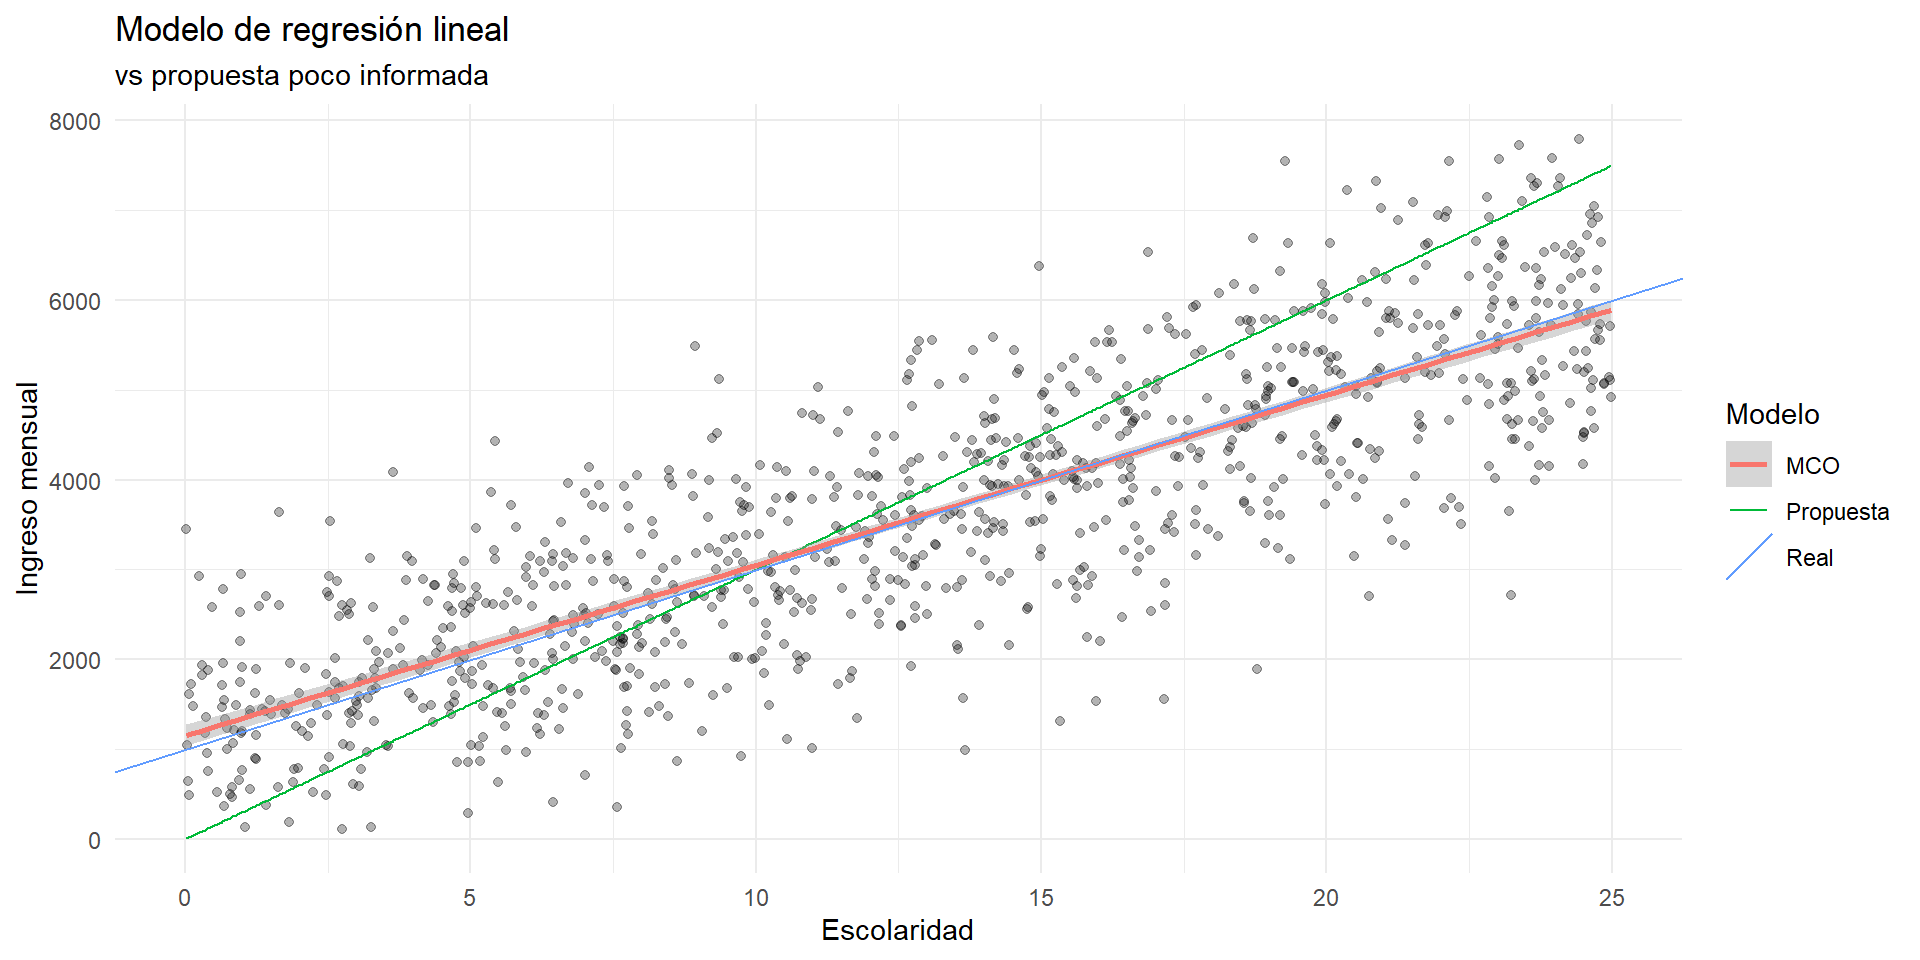 Modelo de regresión lineal
vs propuesta poco informada
8000
6000
4000
2000
0
Ingreso mensual
0 5 10 15 20 25
Escolaridad
Modelo
MCO
Propuesta
Real